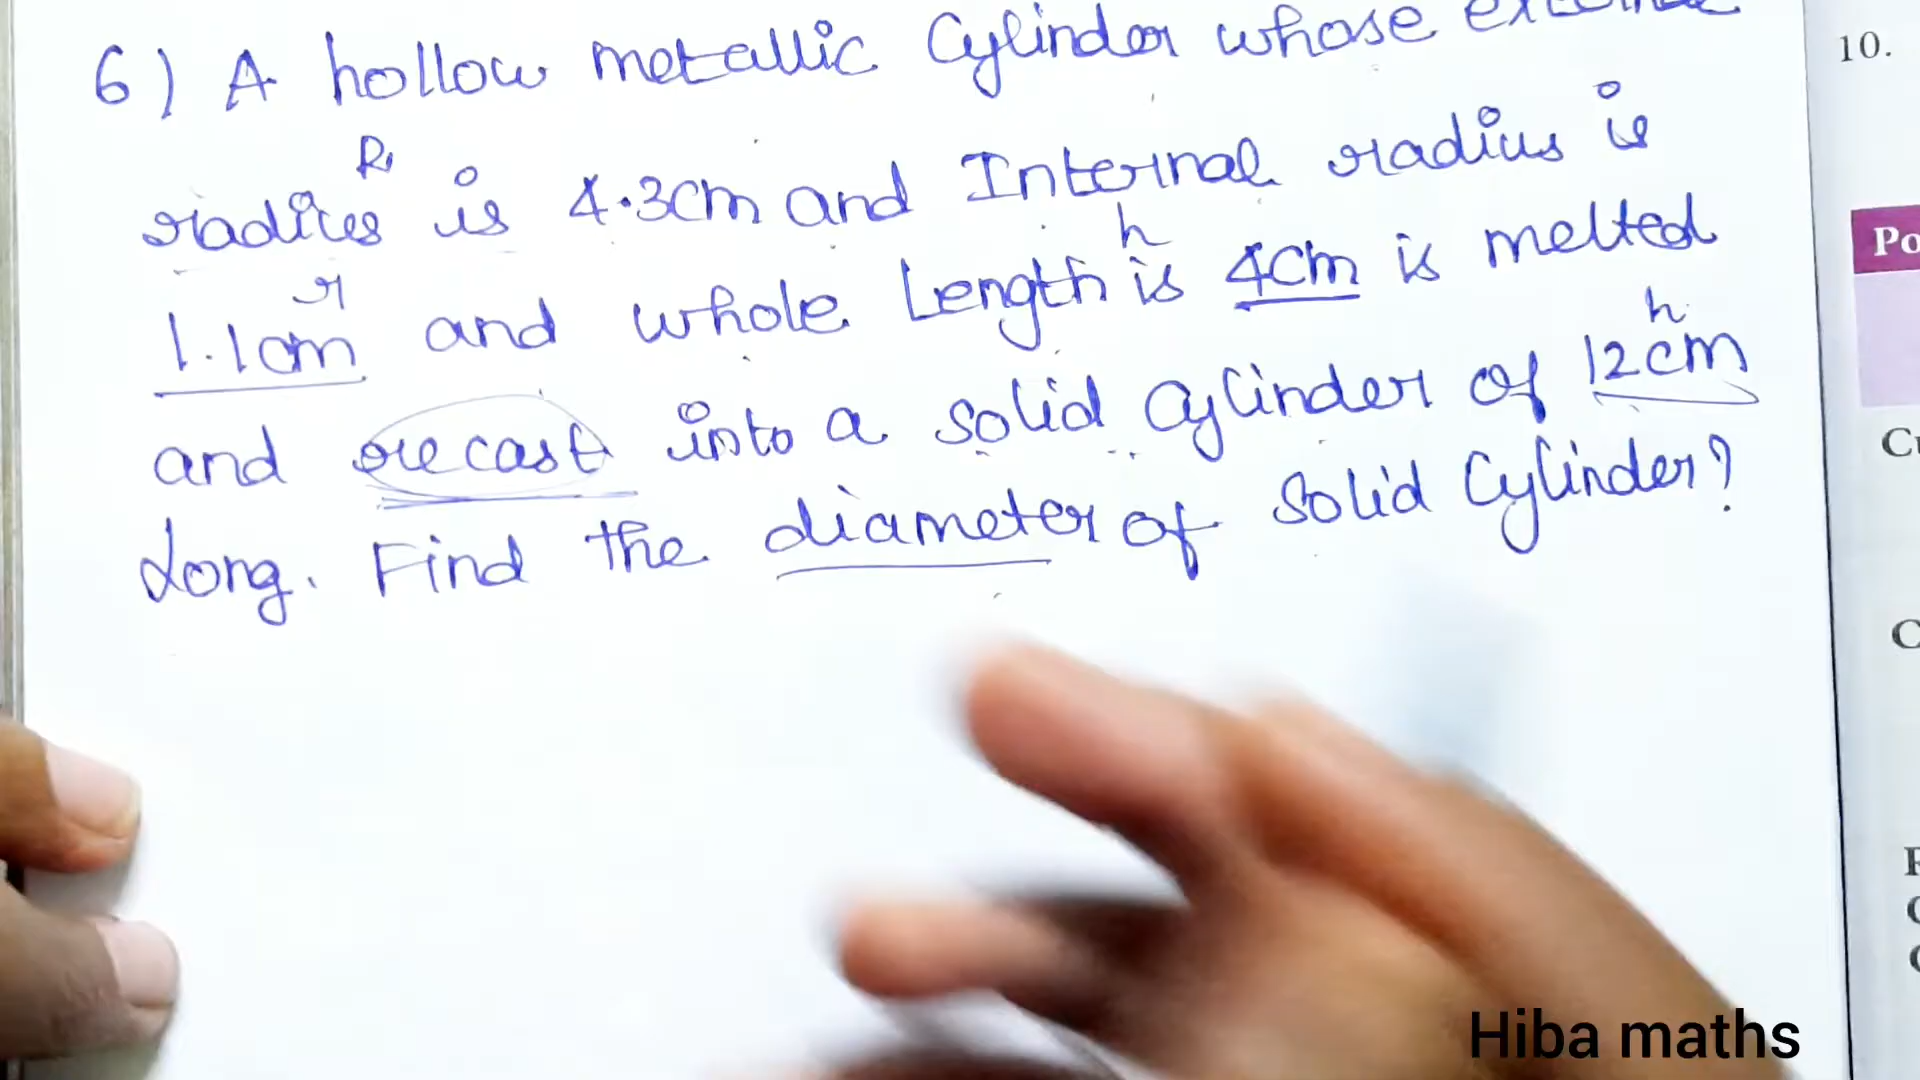 6) A hollow metallic Cylinder whose external
R
radius is 4.3cm and Internal radius is
r h
1.1cm and whole Length is 4cm is melted
h
and recast into a solid cylinder of 12cm
Long. Find the diameter of Solid Cylinder?
10.
Po
C
Hiba maths